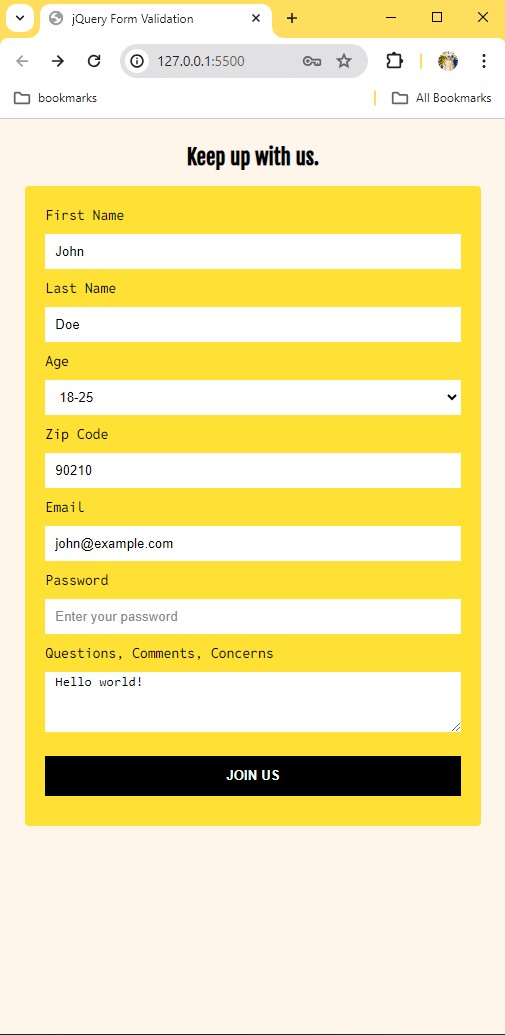 jQuery Form Validation
127.0.0.1:5500
bookmarks
All Bookmarks
Keep up with us.
First Name
John
Last Name
Doe
Age
18-25
Zip Code
90210
Email
john@example.com
Password
Enter your password
Questions, Comments, Concerns
Hello world!
JOIN US